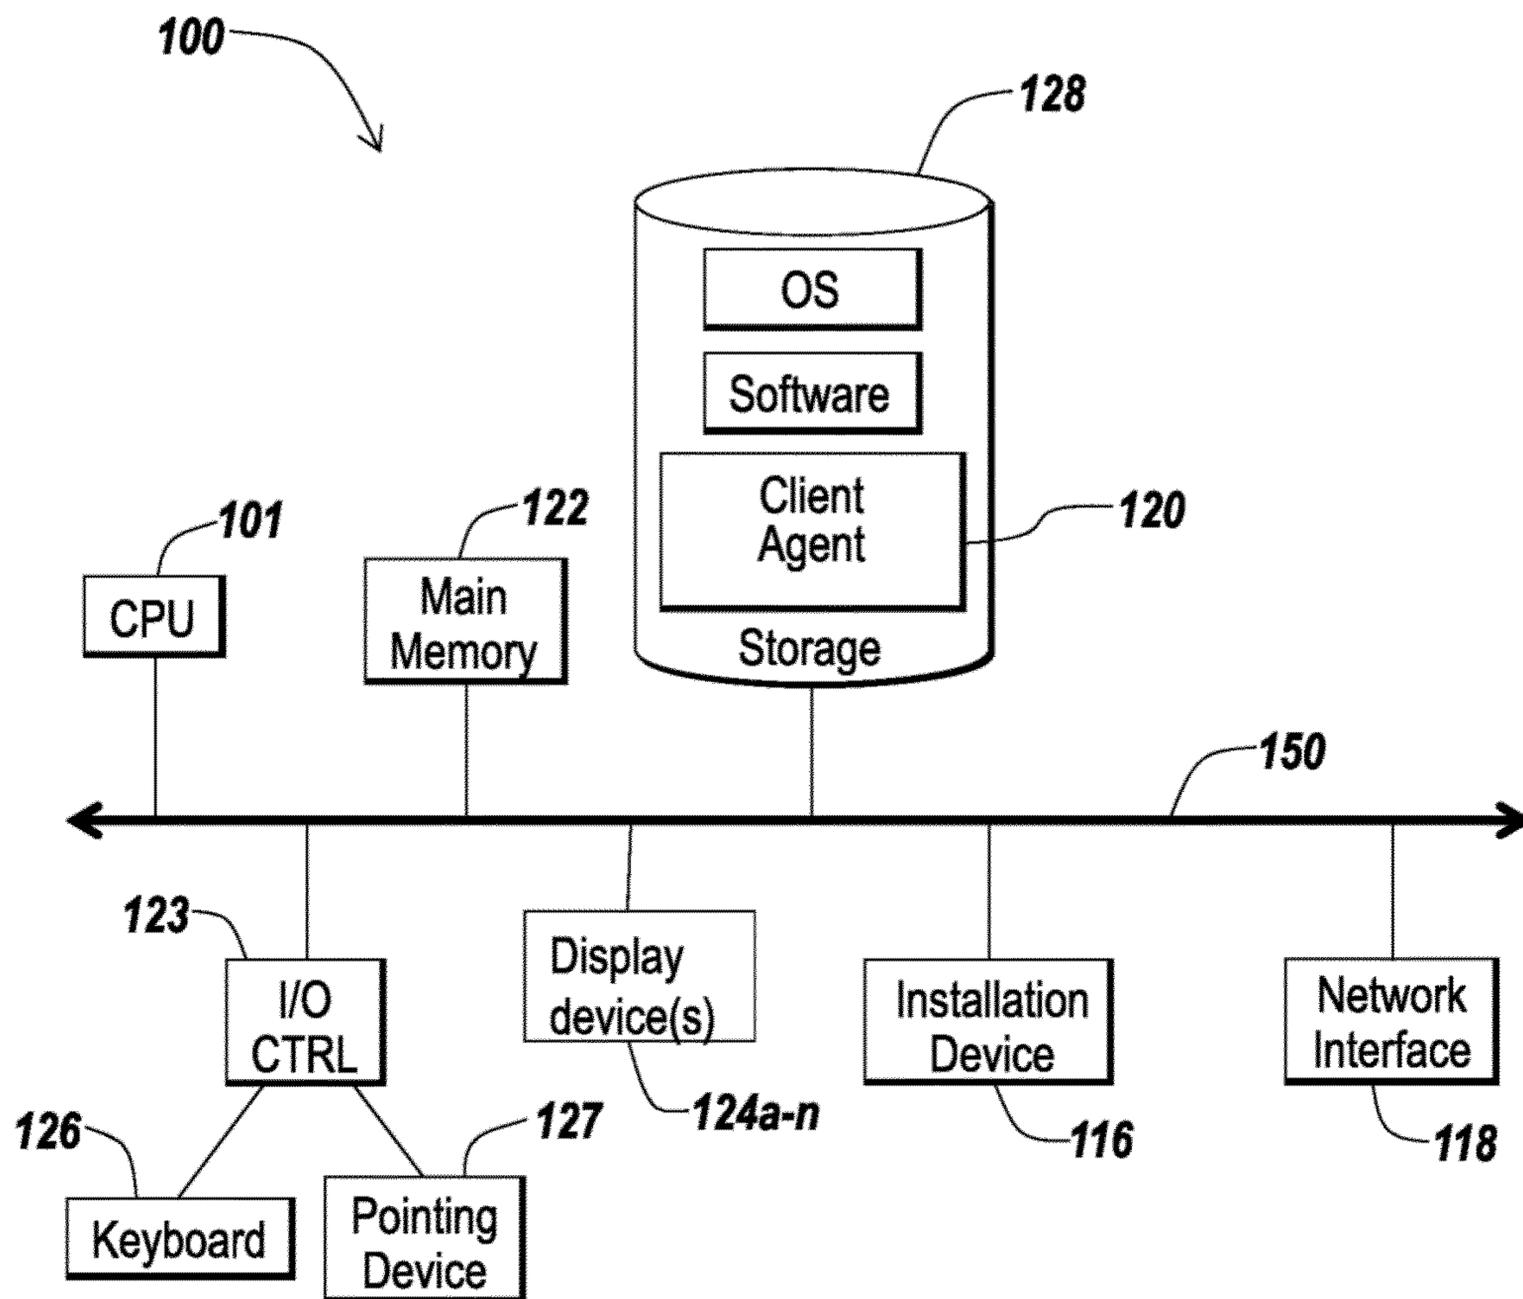 100
128
OS
Software
Client
Agent
120
Storage
101
CPU
122
Main
Memory
150
123
I/O
CTRL
Display
device(s)
124a-n
Installation
Device
116
Network
Interface
118
126
Keyboard
127
Pointing
Device